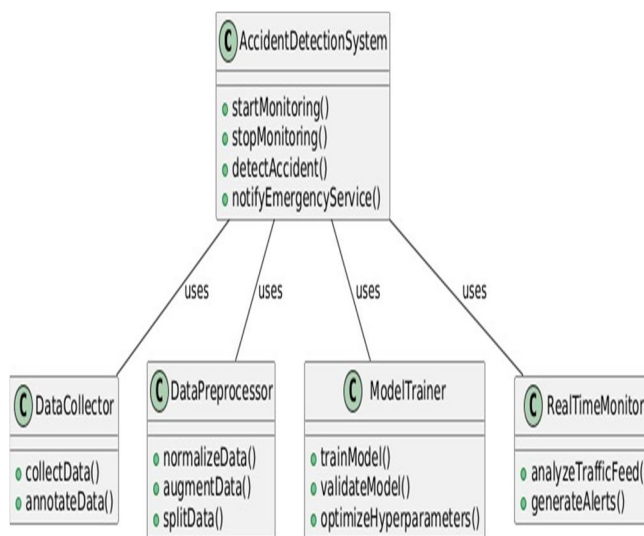 C AccidentDetectionSystem
startMonitoring()
stopMonitoring()
detectAccident()
notifyEmergencyService()
uses uses uses uses
C DataCollector
collectData()
annotateData()
C DataPreprocessor
normalizeData()
augmentData()
splitData()
C ModelTrainer
trainModel()
validateModel()
optimizeHyperparameters()
C RealTimeMonitor
analyzeTrafficFeed()
generateAlerts()